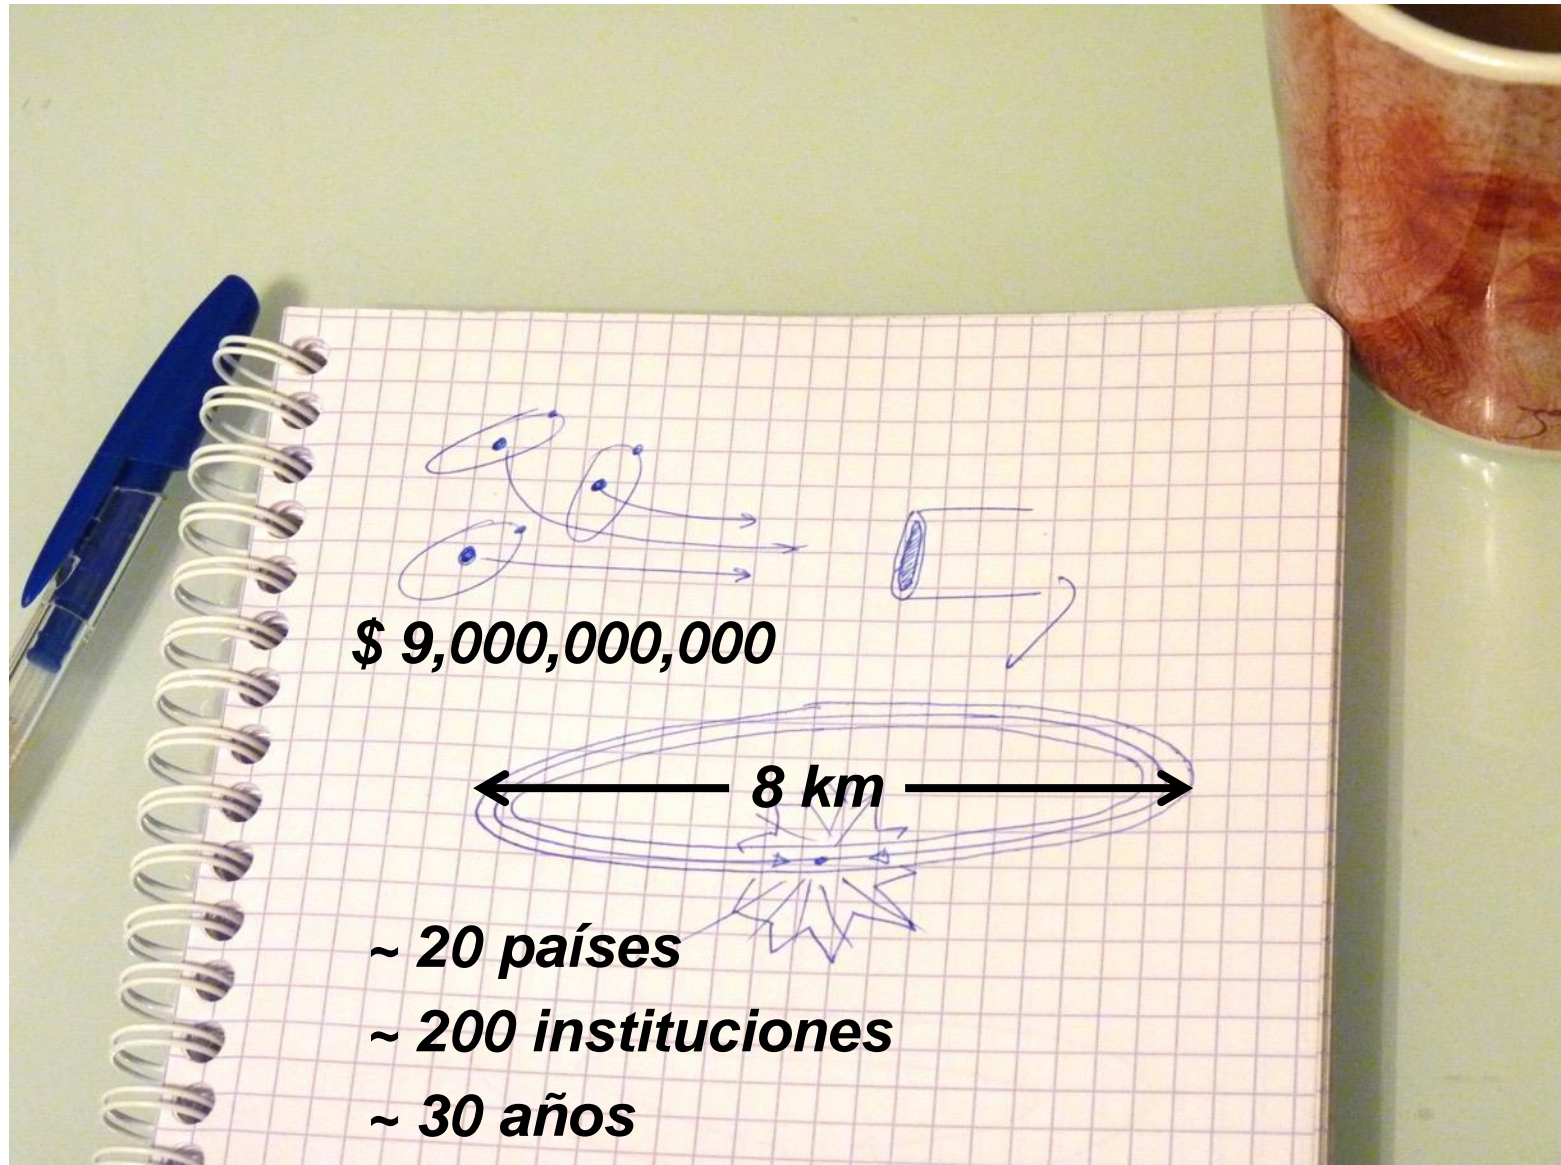 $ 9,000,000,000
8 km
~ 20 países
~ 200 instituciones
~ 30 años